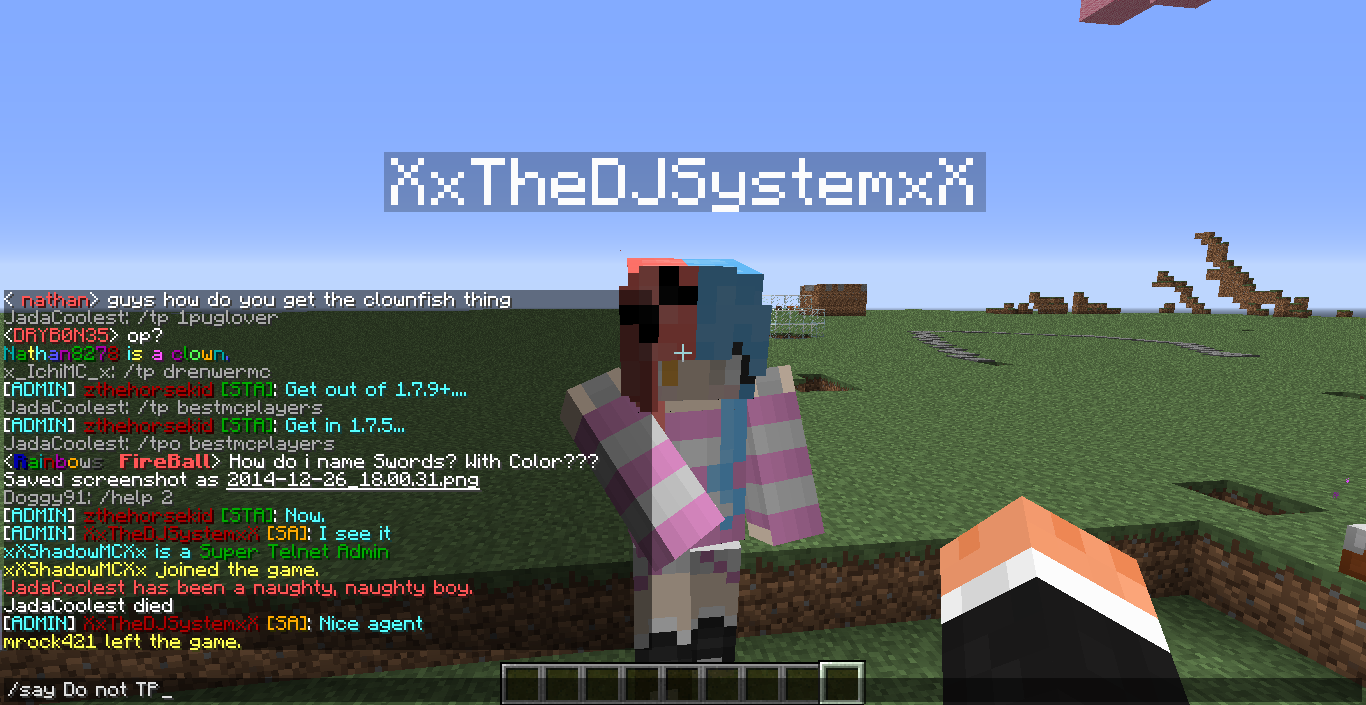 XxTheDJSystemxX
< nathan> guys how do you get the clownfish thing
JadaCoolest: /tp 1puglover
<DRYB0N35> op?
Nathan8278 is a clown.
x_IchiMC_x: /tp drenwermc
[ADMIN] zthehorsekid [STA]: Get out of 1.7.9+....
JadaCoolest: /tp bestmcplayers
[ADMIN] zthehorsekid [STA]: Get in 1.7.5...
JadaCoolest: /tpo bestmcplayers
<Rainbows FireBall> How do i name Swords? With Color???
Saved screenshot as 2014-12-26_18.00.31.png
Doggy91: /help 2
[ADMIN] zthehorsekid [STA]: Now.
[ADMIN] XxTheDJSystemxX [SA]: I see it
xXShadowMCXx is a Super Telnet Admin
xXShadowMCXx joined the game.
JadaCoolest has been a naughty, naughty boy.
JadaCoolest died
[ADMIN] XxTheDJSystemxX [SA]: Nice agent
mrock421 left the game.
/say Do not TP_